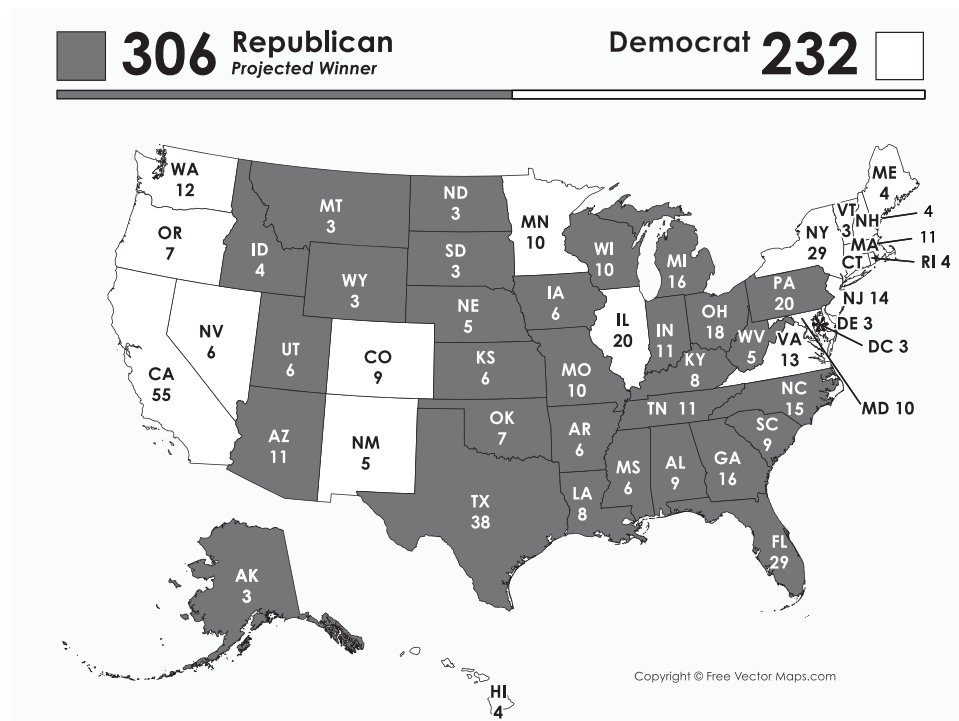 306 Republican
Projected Winner
Democrat 232
WA
12
OR
7
CA
55
NV
6
ID
4
MT
3
WY
3
UT
6
AZ
11
CO
9
NM
5
ND
3
SD
3
NE
5
KS
6
OK
7
TX
38
MN
10
IA
6
MO
10
AR
6
LA
8
WI
10
IL
20
MI
16
IN
11
OH
18
KY
8
TN 11
MS
6
AL
9
GA
16
FL
29
SC
9
NC
15
VA
13
WV
5
PA
20
NY
29
VT
3
NH
4
ME
4
MA
11
CT
RI 4
NJ 14
DE 3
DC 3
MD 10
AK
3
HI
4
Copyright © Free Vector Maps.com